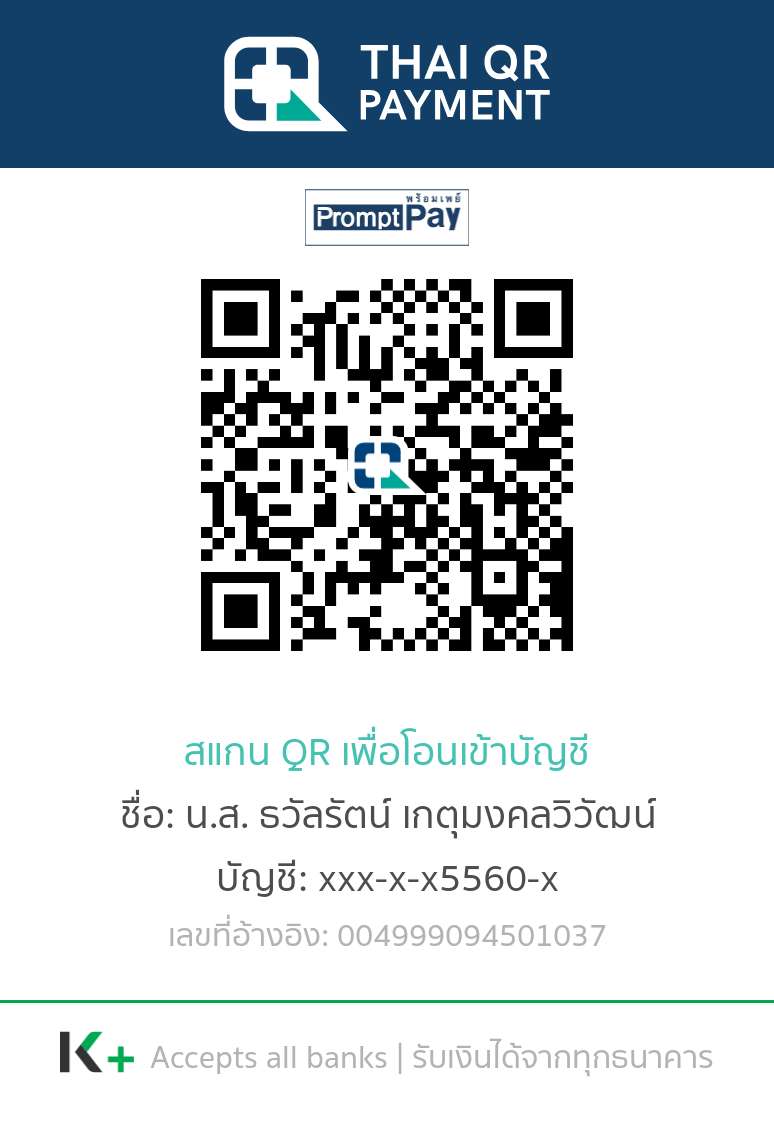 THAI QR
PAYMENT
พร้อมเพย์
PromptPay
สแกน QR เพื่อโอนเข้าบัญชี
ชื่อ: น.ส. ธวัลรัตน์ เกตุมงคลวิวัฒน์
บัญชี: xxx-x-x5560-x
เลขที่อ้างอิง: 004999094501037
K+ Accepts all banks | รับเงินได้จากทุกธนาคาร